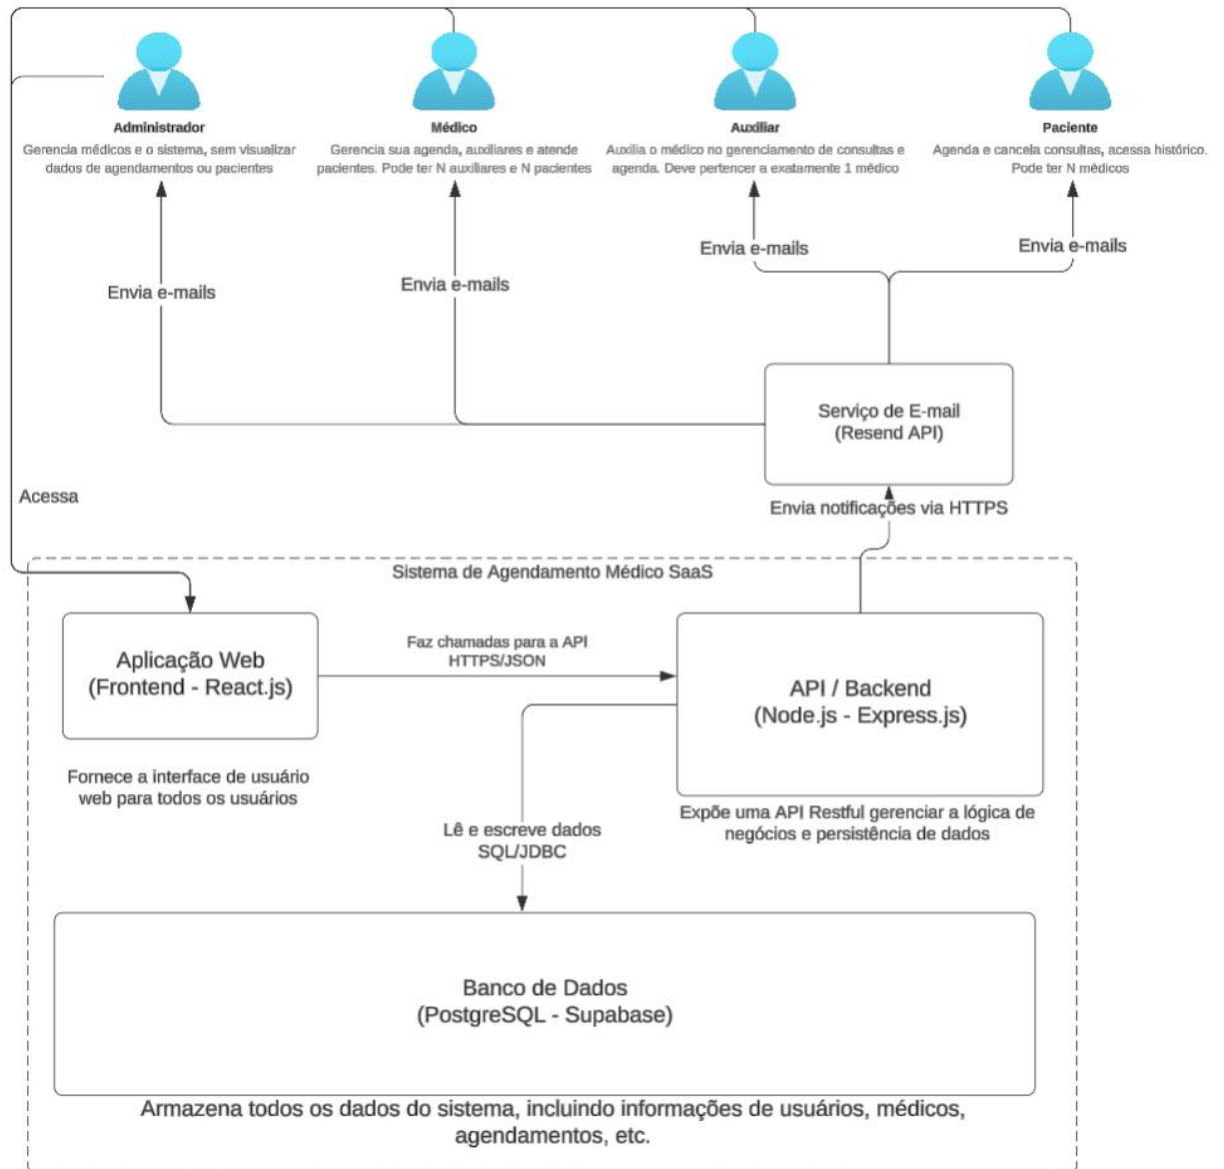 Administrador
Gerencia médicos e o sistema, sem visualizar
dados de agendamentos ou pacientes
Médico
Gerencia sua agenda, auxiliares e atende
pacientes. Pode ter N auxiliares e N pacientes
Auxiliar
Auxilia o médico no gerenciamento de consultas e
agenda. Deve pertencer a exatamente 1 médico
Paciente
Agenda e cancela consultas, acessa histórico.
Pode ter N médicos
Envia e-mails
Envia e-mails
Envia e-mails
Envia e-mails
Serviço de E-mail
(Resend API)
Acessa
Envia notificações via HTTPS
Sistema de Agendamento Médico SaaS
Aplicação Web
(Frontend - React.js)
Faz chamadas para a API
HTTPS/JSON
API / Backend
(Node.js - Express.js)
Fornece a interface de usuário
web para todos os usuários
Expõe uma API Restful gerenciar a lógica de
negócios e persistência de dados
Lê e escreve dados
SQL/JDBC
Banco de Dados
(PostgreSQL - Supabase)
Armazena todos os dados do sistema, incluindo informações de usuários, médicos,
agendamentos, etc.